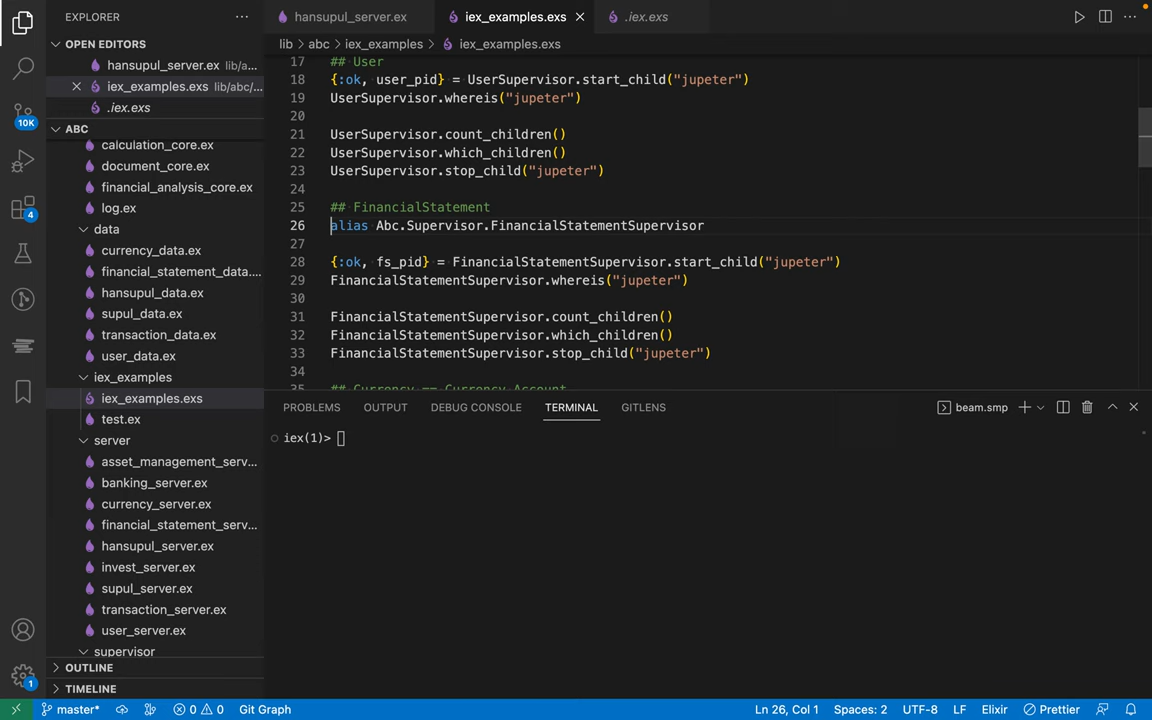 EXPLORER
OPEN EDITORS
hansupul_server.ex lib/a...
iex_examples.exs lib/abc/...
.iex.exs
10K
ABC
calculation_core.ex
document_core.ex
financial_analysis_core.ex
4
log.ex
data
currency_data.ex
financial_statement_data....
hansupul_data.ex
supul_data.ex
transaction_data.ex
user_data.ex
iex_examples
iex_examples.exs
test.ex
server
asset_management_serv...
banking_server.ex
currency_server.ex
financial_statement_serv...
hansupul_server.ex
invest_server.ex
supul_server.ex
transaction_server.ex
user_server.ex
supervisor
OUTLINE
1
TIMELINE
hansupul_server.ex
iex_examples.exs
.iex.exs
lib > abc > iex_examples > iex_examples.exs
17 ## User
18 {:ok, user_pid} = UserSupervisor.start_child("jupeter")
19 UserSupervisor.whereis("jupeter")
20
21 UserSupervisor.count_children()
22 UserSupervisor.which_children()
23 UserSupervisor.stop_child("jupeter")
24
25 ## FinancialStatement
26 alias Abc.Supervisor.FinancialStatementSupervisor
27
28 {:ok, fs_pid} = FinancialStatementSupervisor.start_child("jupeter")
29 FinancialStatementSupervisor.whereis("jupeter")
30
31 FinancialStatementSupervisor.count_children()
32 FinancialStatementSupervisor.which_children()
33 FinancialStatementSupervisor.stop_child("jupeter")
34
35 ## Currency == Currency Account
PROBLEMS OUTPUT DEBUG CONSOLE TERMINAL GITLENS beam.smp
iex(1)>
master* 0 0 Git Graph Ln 26, Col 1 Spaces: 2 UTF-8 LF Elixir Prettier